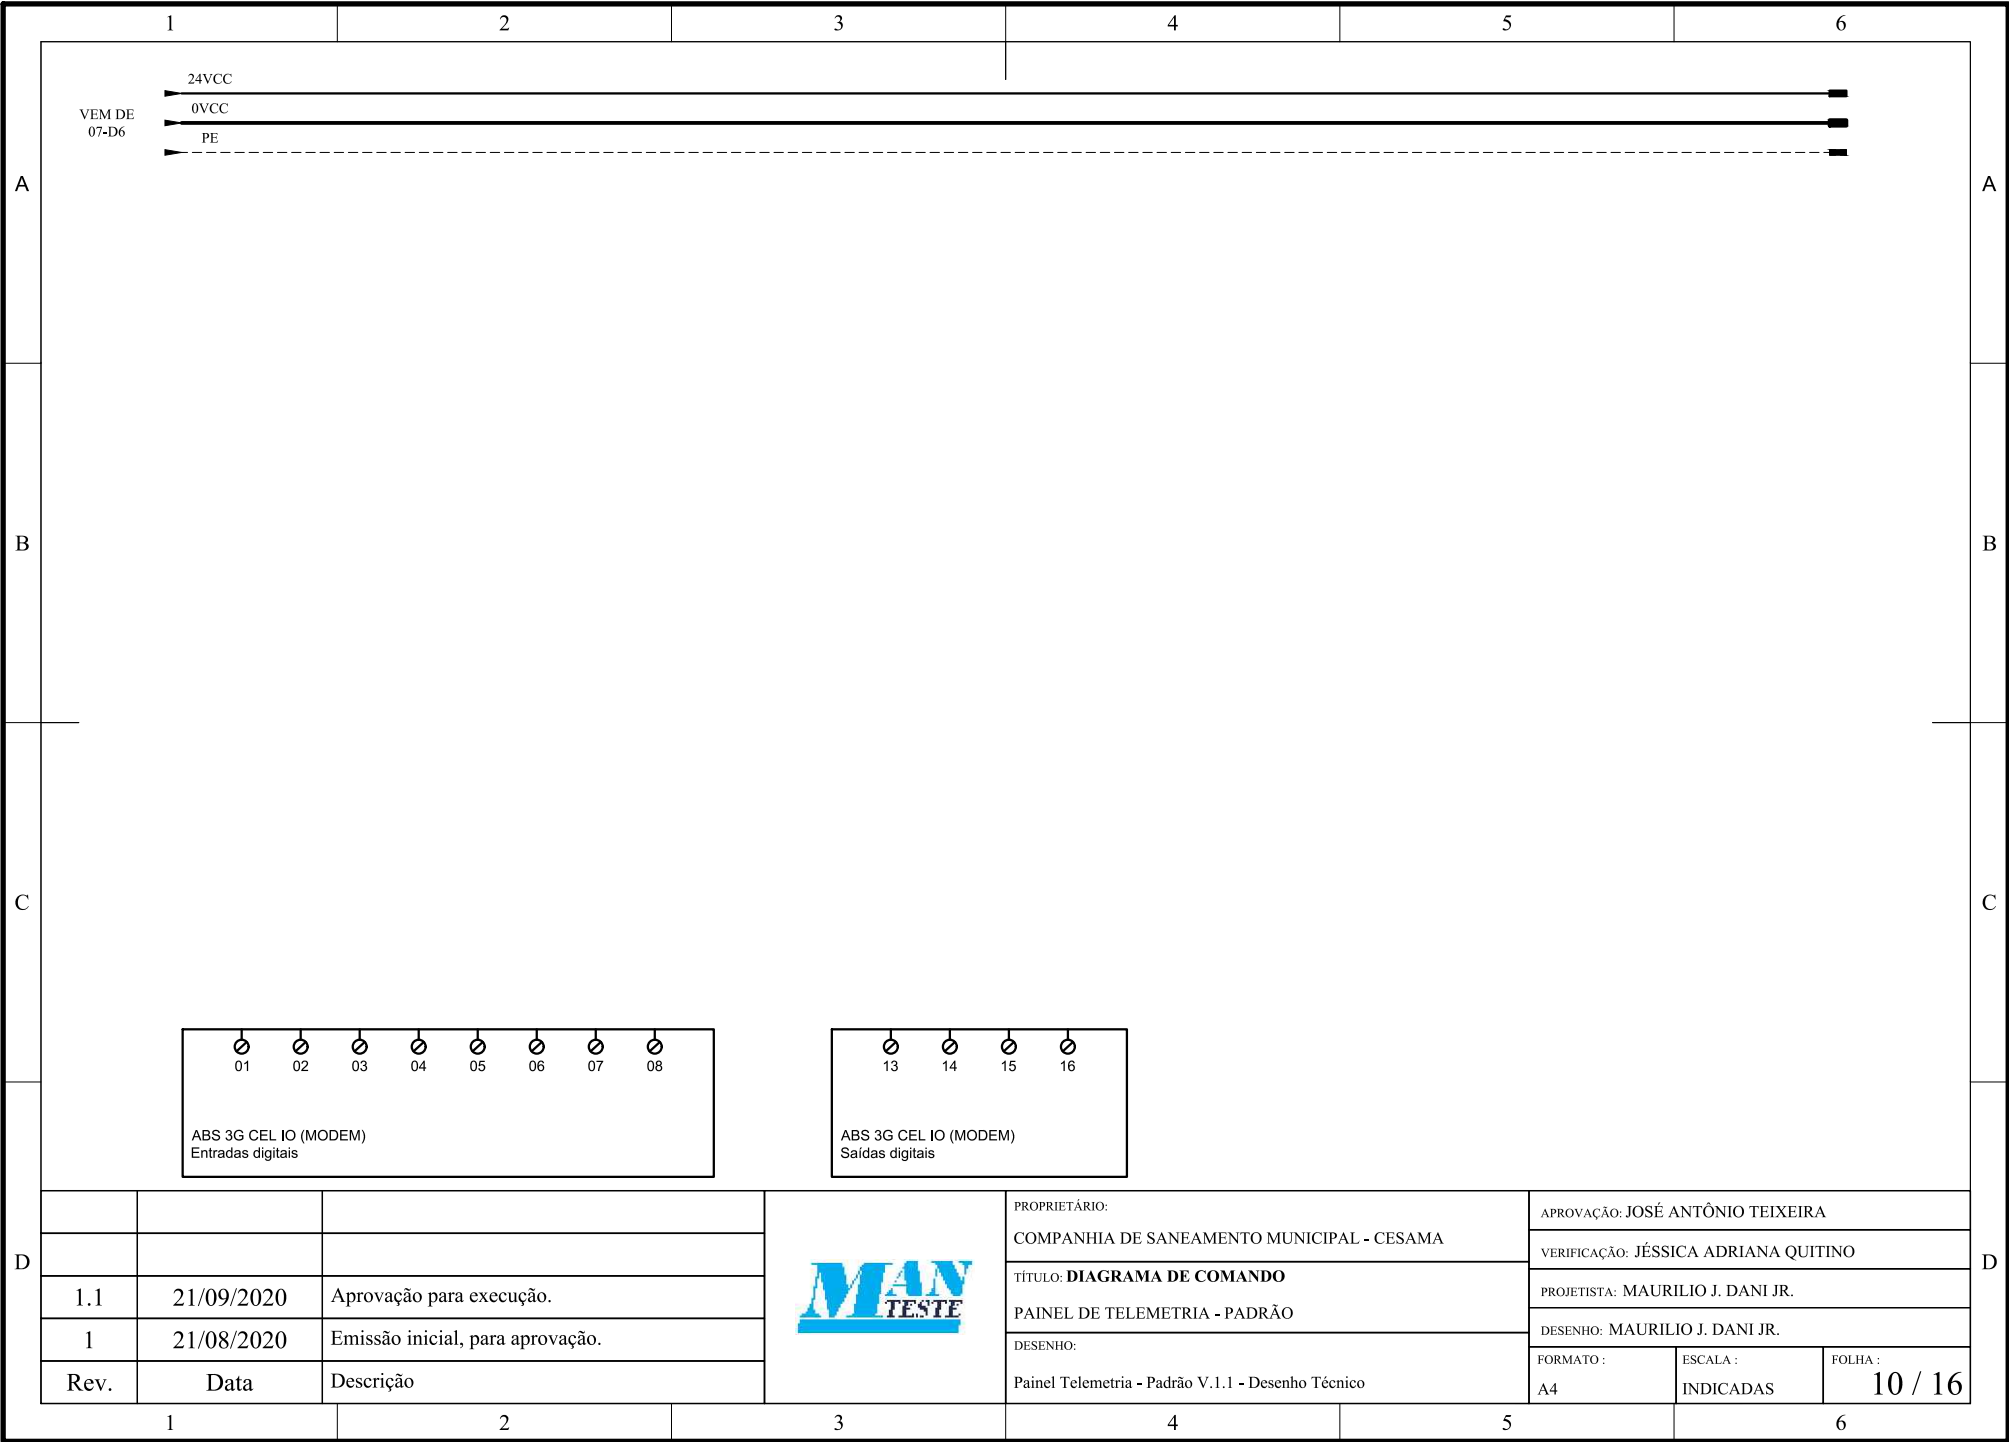 1 2 3 4 5 6
24VCC
VEM DE
07-D6
0VCC
PE
A A
B B
C C
01 02 03 04 05 06 07 08
ABS 3G CEL IO (MODEM)
Entradas digitais
13 14 15 16
ABS 3G CEL IO (MODEM)
Saídas digitais
D D
1.1 21/09/2020 Aprovação para execução.
1 21/08/2020 Emissão inicial, para aprovação.
Rev. Data Descrição
MAN
TESTE
PROPRIETÁRIO:
COMPANHIA DE SANEAMENTO MUNICIPAL - CESAMA
TÍTULO: DIAGRAMA DE COMANDO
PAINEL DE TELEMETRIA - PADRÃO
DESENHO:
Painel Telemetria - Padrão V.1.1 - Desenho Técnico
APROVAÇÃO: JOSÉ ANTÔNIO TEIXEIRA
VERIFICAÇÃO: JÉSSICA ADRIANA QUITINO
PROJETISTA: MAURILIO J. DANI JR.
DESENHO: MAURILIO J. DANI JR.
FORMATO :
A4
ESCALA :
INDICADAS
FOLHA :
10 / 16
1 2 3 4 5 6